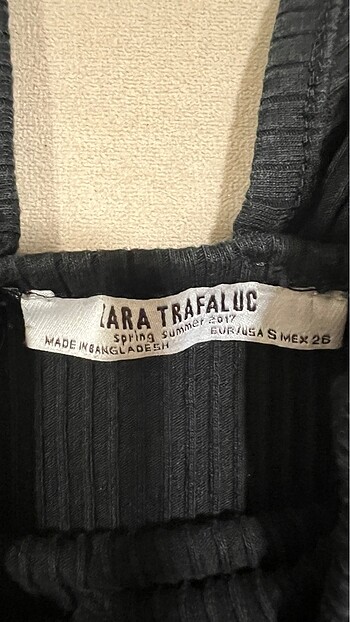 ZARA TRAFALUC
spring summer 2017
MADE IN BANGLADESH EUR/USA S MEX 26